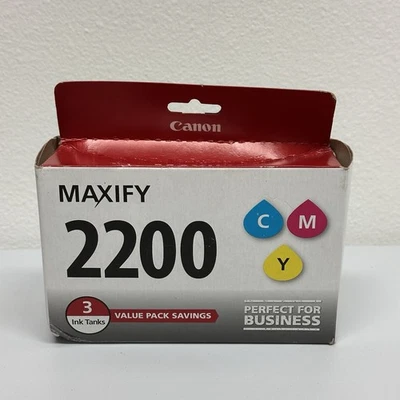 Canon
MAXIFY
2200
C M
Y
3
Ink Tanks
VALUE PACK SAVINGS
PERFECT FOR
BUSINESS